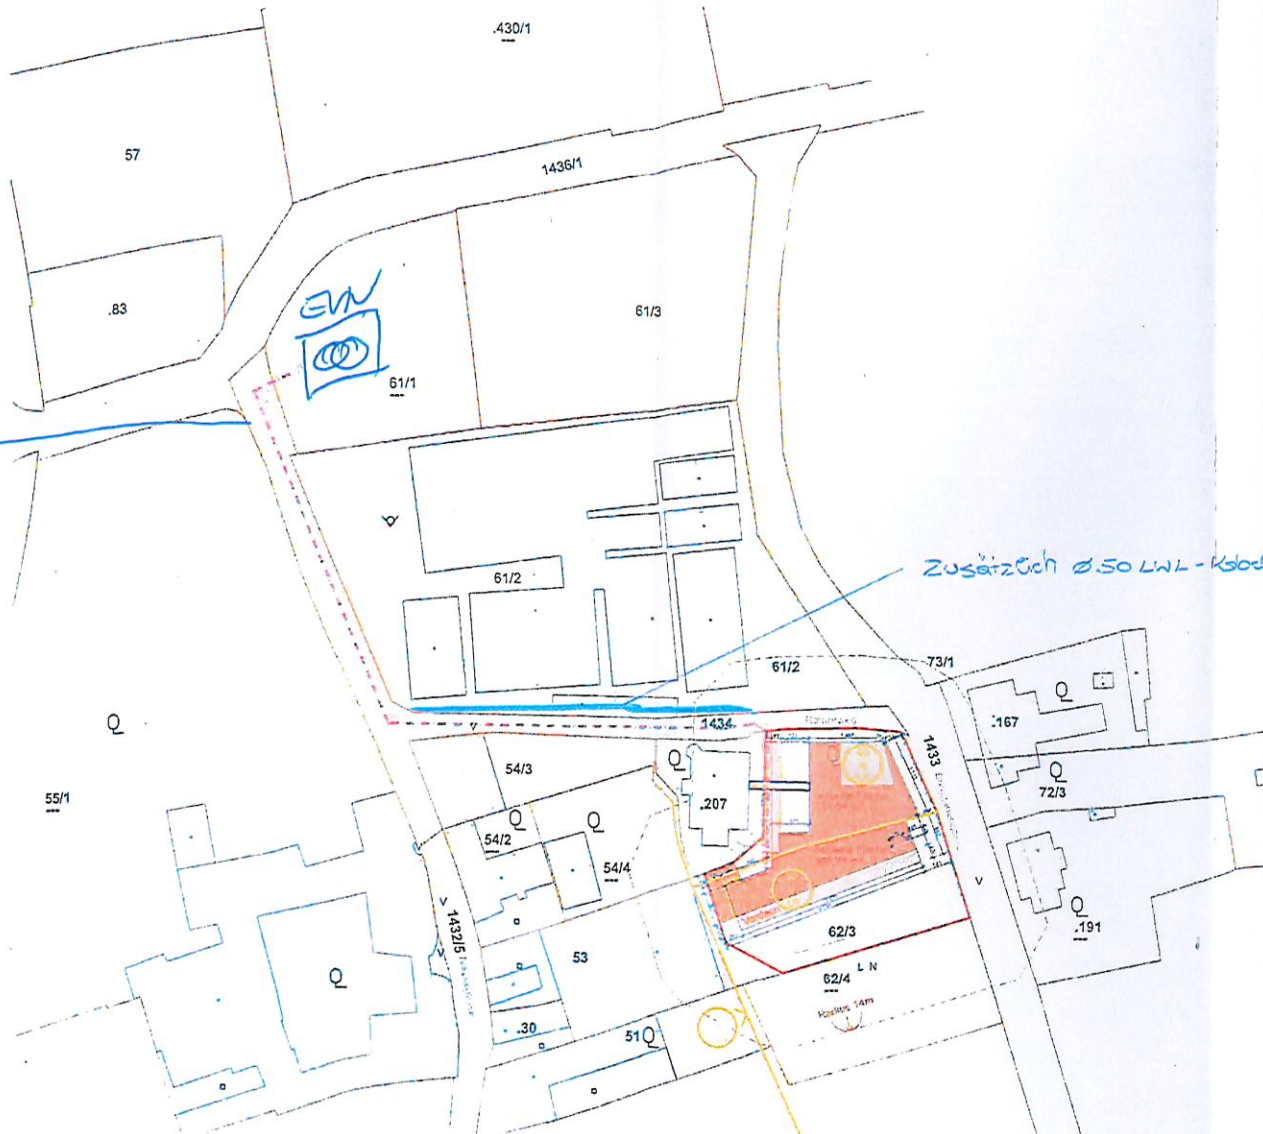 .430/1
57
1436/1
.83
EVN
61/3
61/1
61/2
Zusätzlich Ø 50 LWL-
61/2
73/1
.167
1434
1433
Q
Q
72/3
54/3
Q
55/1
.207
54/2
Q
Q
54/4
Q
.191
1432/5
62/3
53
L N
62/4
Q
Radius 14m
.30
51
Q